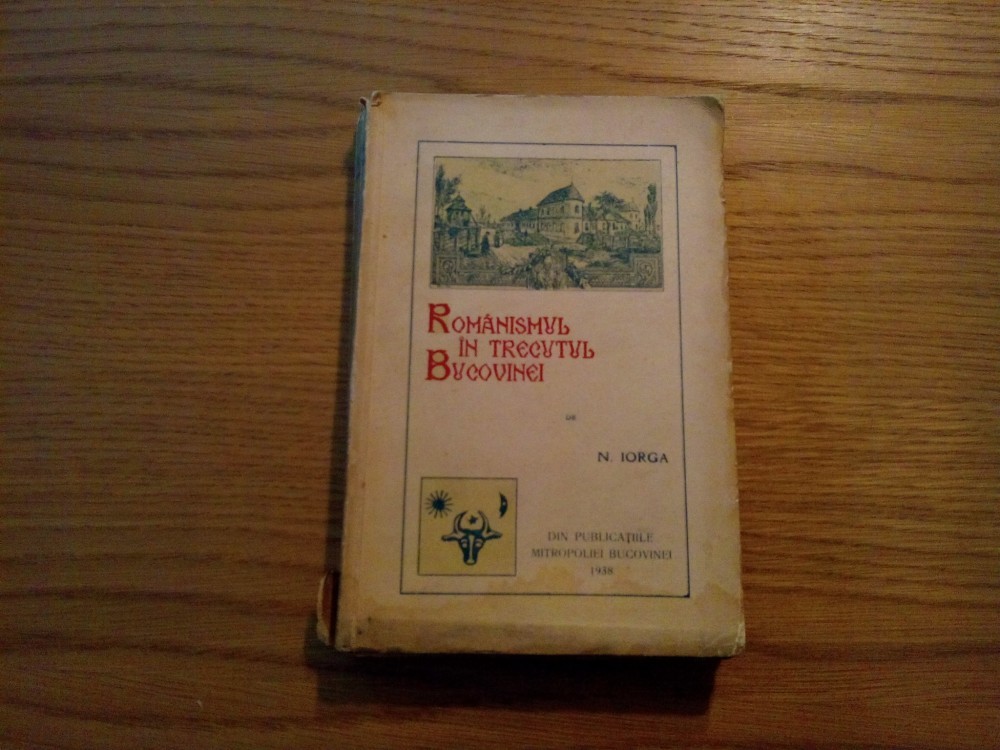 ROMÂNISMUL
ÎN TRECUTUL
BUCOVINEI
DE
N. IORGA
DIN PUBLICAȚIILE
MITROPOLIEI BUCOVINEI
1938